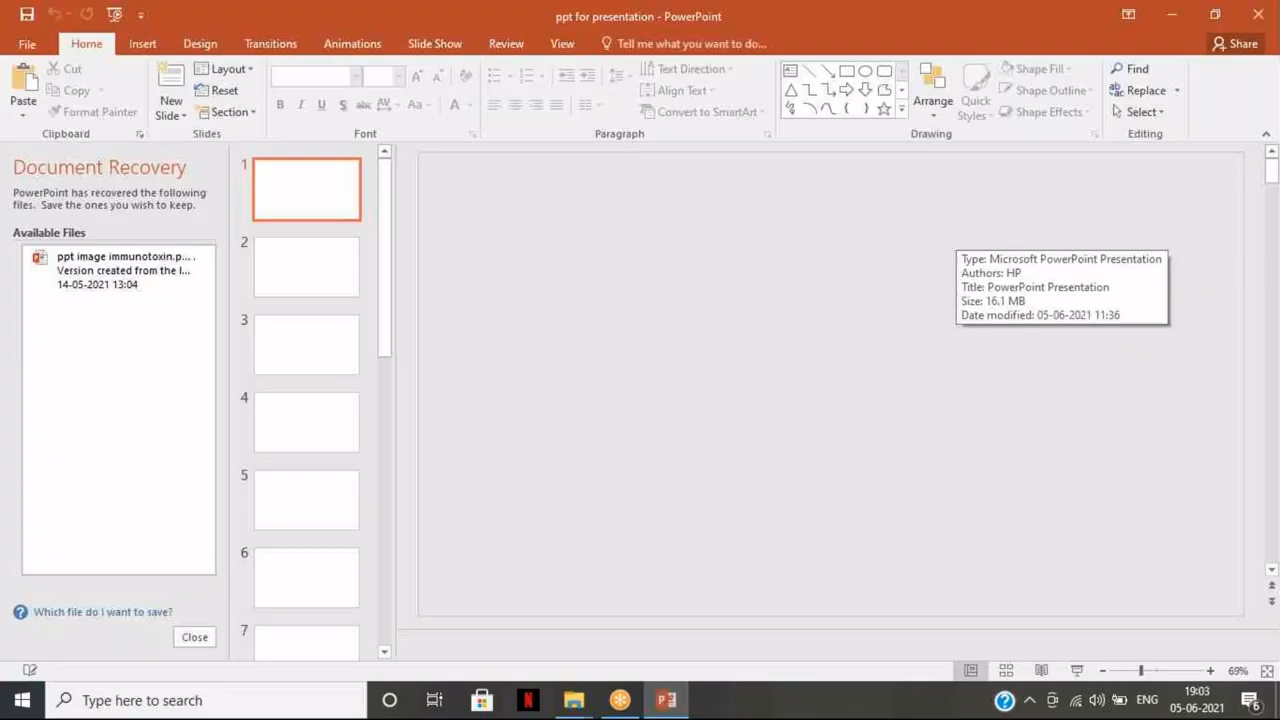 ppt for presentation - PowerPoint
File Home Insert Design Transitions Animations Slide Show Review View Tell me what you want to do... Share
Paste
Cut
Copy
Format Painter
Clipboard
New
Slide
Layout
Reset
Section
Slides
B I U S abc AV Aa A
Font
Text Direction
Align Text
Convert to SmartArt
Paragraph
Arrange
Quick
Styles
Shape Fill
Shape Outline
Shape Effects
Drawing
Find
Replace
Select
Editing
Document Recovery
PowerPoint has recovered the following
files. Save the ones you wish to keep.
Available Files
ppt image immunotoxin.p... .
Version created from the l...
14-05-2021 13:04
Which file do I want to save?
Close
1
2
3
4
5
6
7
Type: Microsoft PowerPoint Presentation
Authors: HP
Title: PowerPoint Presentation
Size: 16.1 MB
Date modified: 05-06-2021 11:36
69%
Type here to search
ENG
19:03
05-06-2021
6